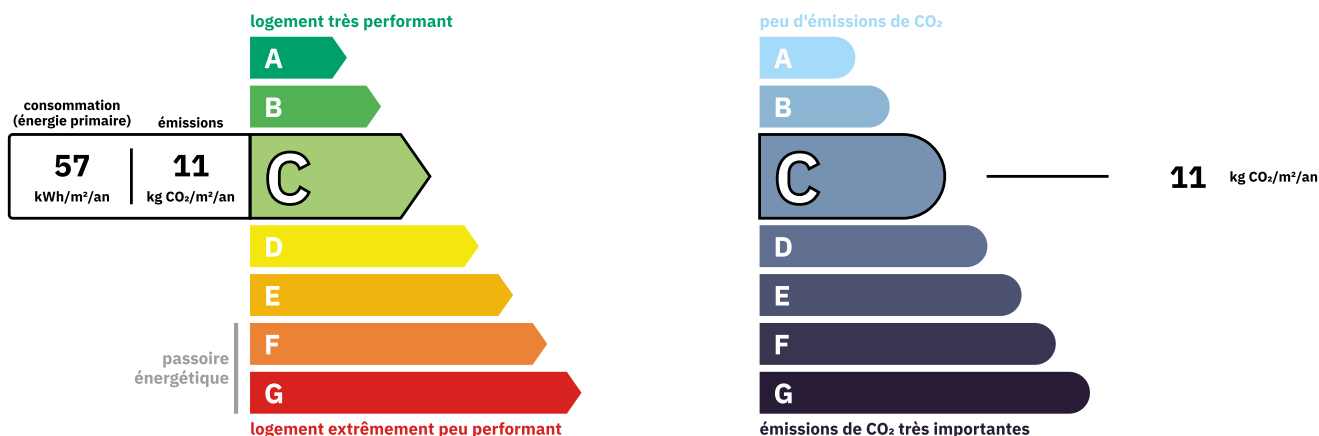 logement très performant
A
B
consommation
(énergie primaire)
émissions
57
kWh/m²/an
11
kg CO₂/m²/an
C
D
E
F
G
passoire
énergétique
logement extrêmement peu performant
peu d'émissions de CO₂
A
B
C
11
kg CO₂/m²/an
D
E
F
G
émissions de CO₂ très importantes